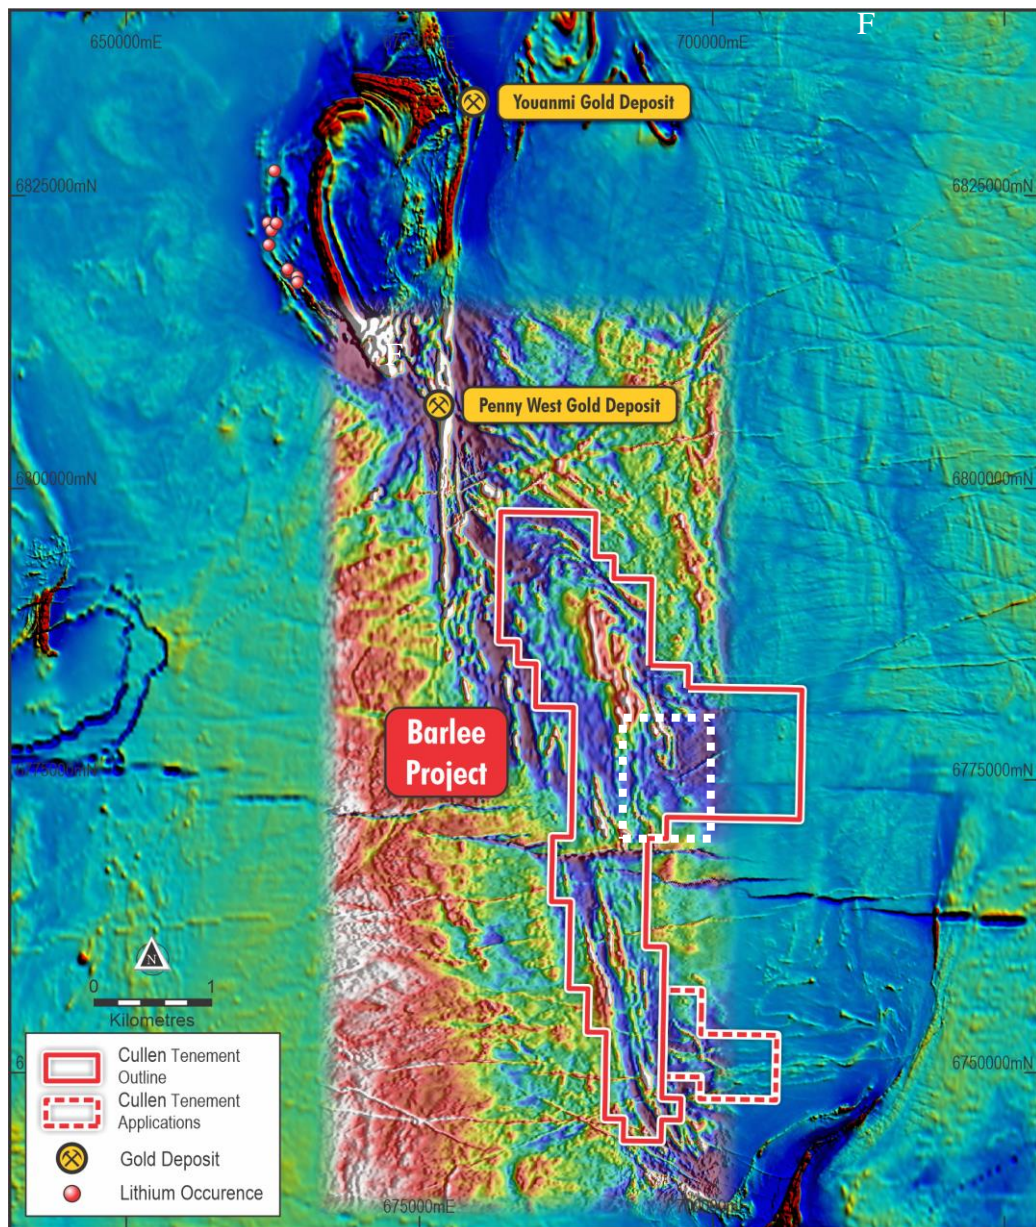 F
650000mE
700000mE
Youanmi Gold Deposit
6825000mN
6825000mN
F
Penny West Gold Deposit
6800000mN
6800000mN
Barlee
Project
6775000mN
6775000mN
N
0
1
Kilometres
Cullen Tenement
Outline
Cullen Tenement
Applications
Gold Deposit
Lithium Occurence
6750000mN
675000mE